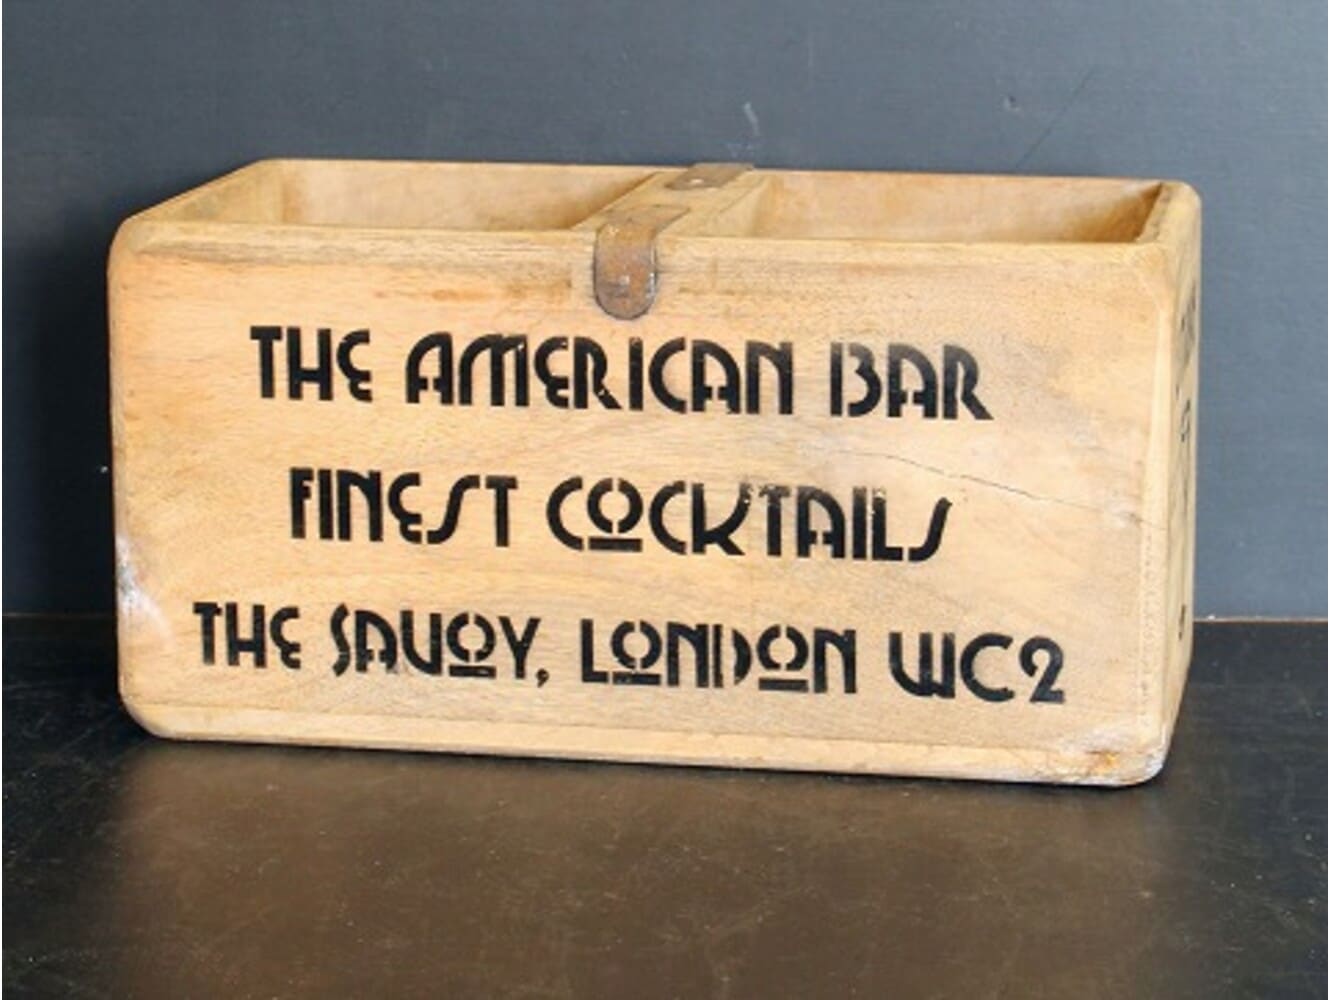 THE AMERICAN BAR
FINEST COCKTAILS
THE SAVOY, LONDON WC2